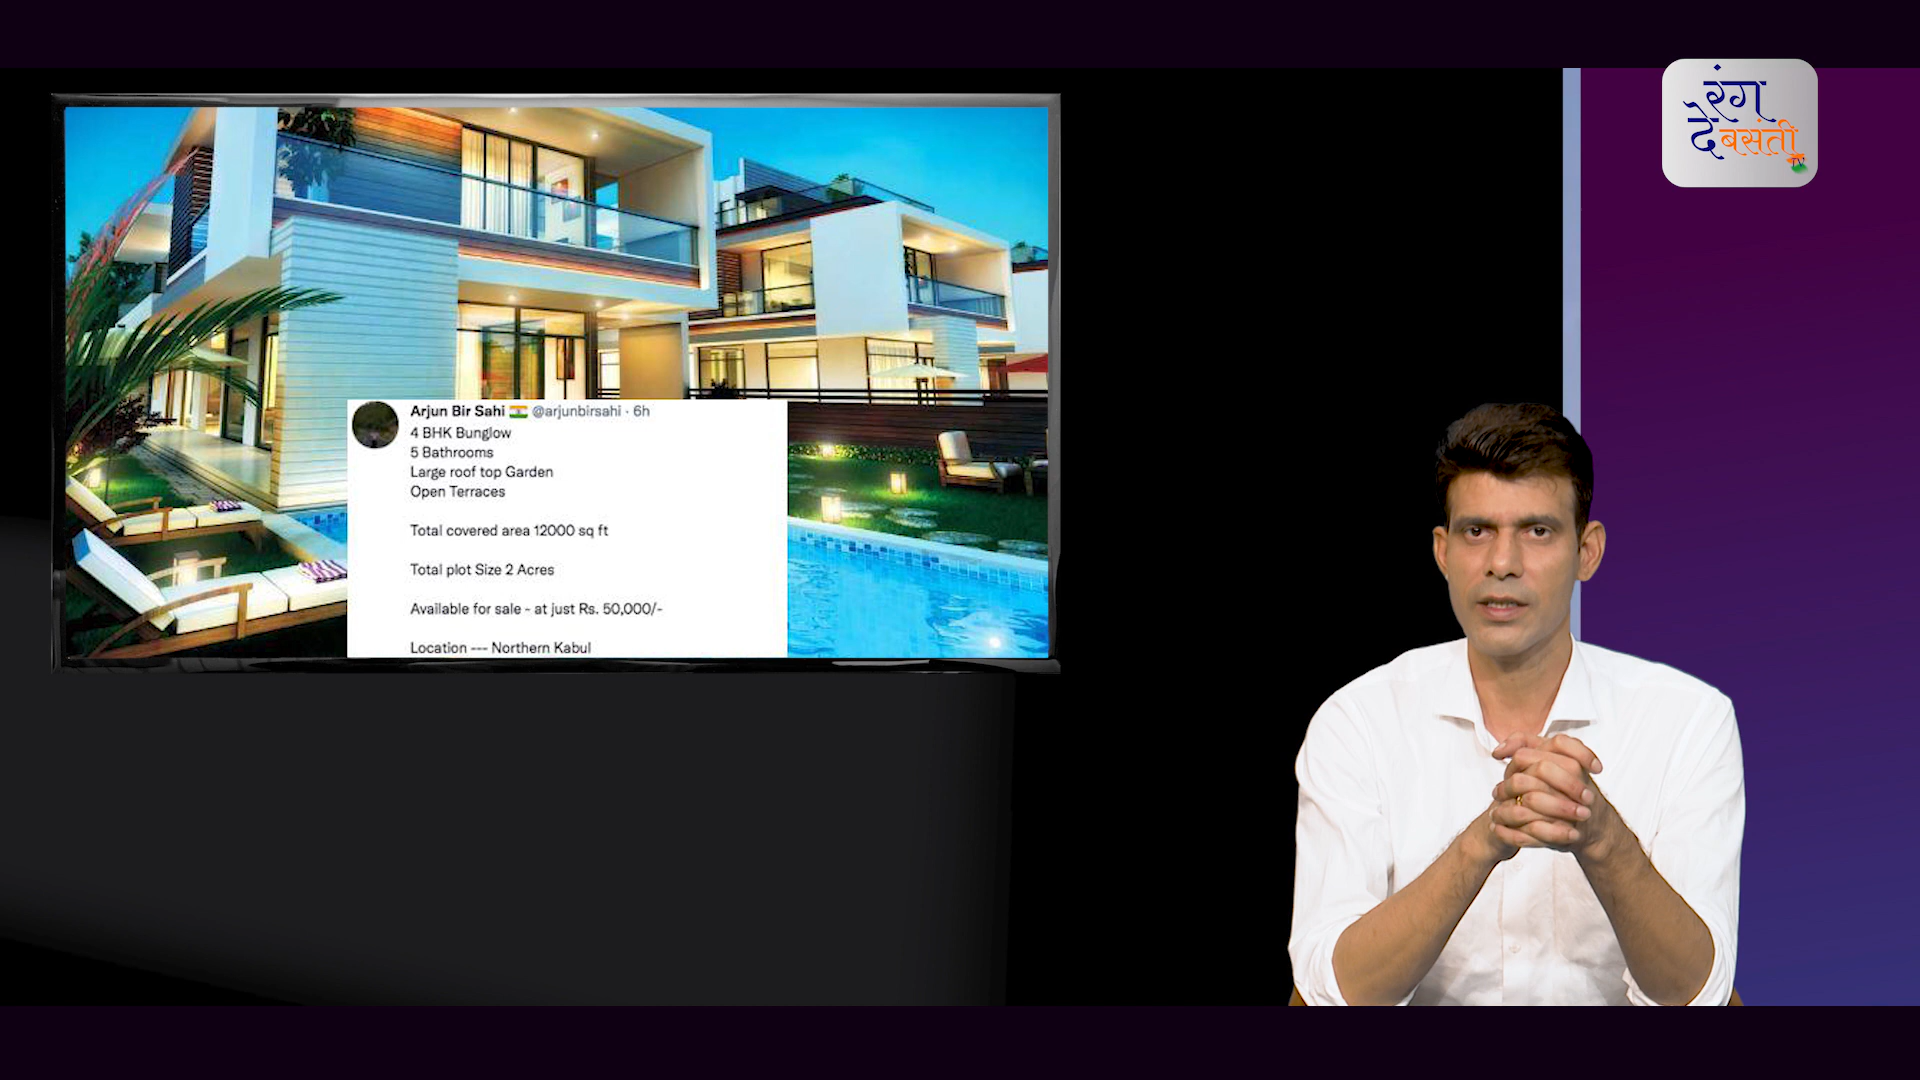 रंग
दे बसंती
TV
Arjun Bir Sahi 🇮🇳 @arjunbirsahi · 6h
4 BHK Bunglow
5 Bathrooms
Large roof top Garden
Open Terraces
Total covered area 12000 sq ft
Total plot Size 2 Acres
Available for sale - at just Rs. 50,000/-
Location --- Northern Kabul